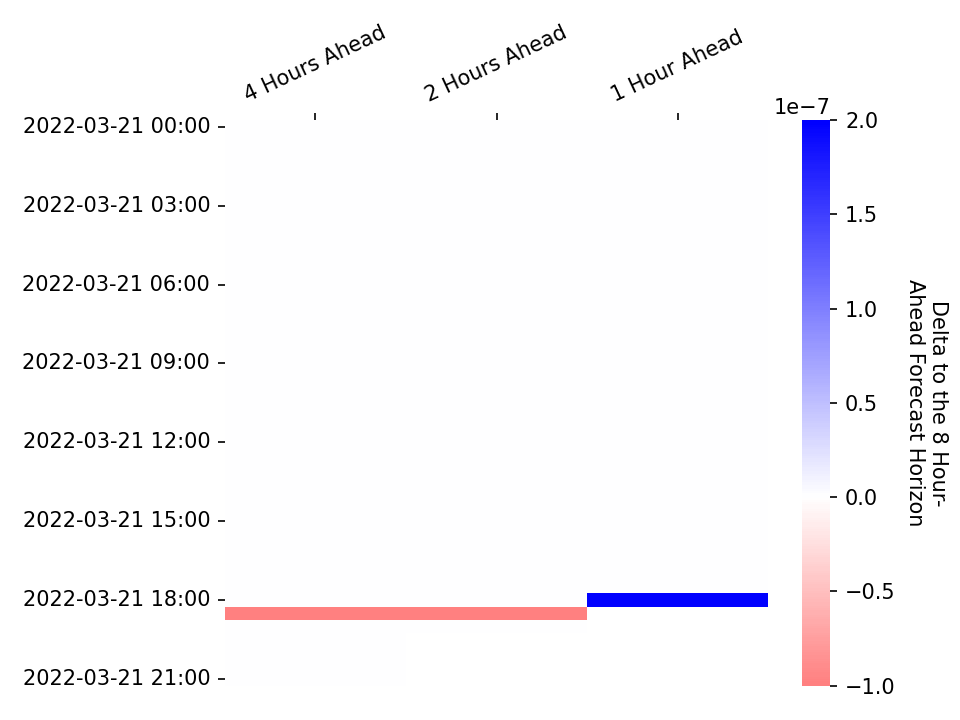 4 Hours Ahead
2 Hours Ahead
1 Hour Ahead
1e−7
2022-03-21 00:00
2022-03-21 03:00
2022-03-21 06:00
2022-03-21 09:00
2022-03-21 12:00
2022-03-21 15:00
2022-03-21 18:00
2022-03-21 21:00
2.0
1.5
1.0
0.5
0.0
−0.5
−1.0
Delta to the 8 Hour-
Ahead Forecast Horizon